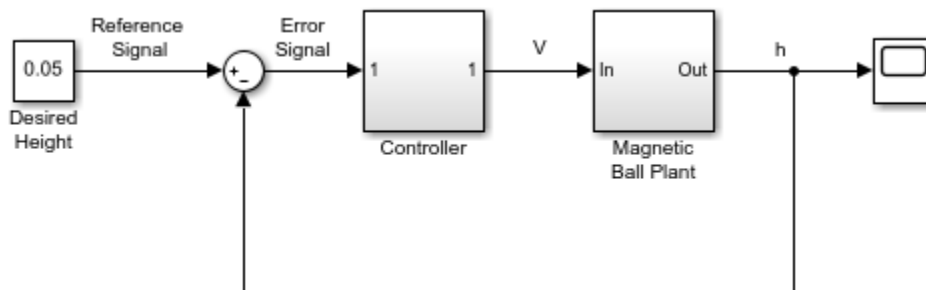 Reference
Signal
Error
Signal
0.05
+
-
1
1
V
In
Out
h
Desired
Height
Controller
Magnetic
Ball Plant